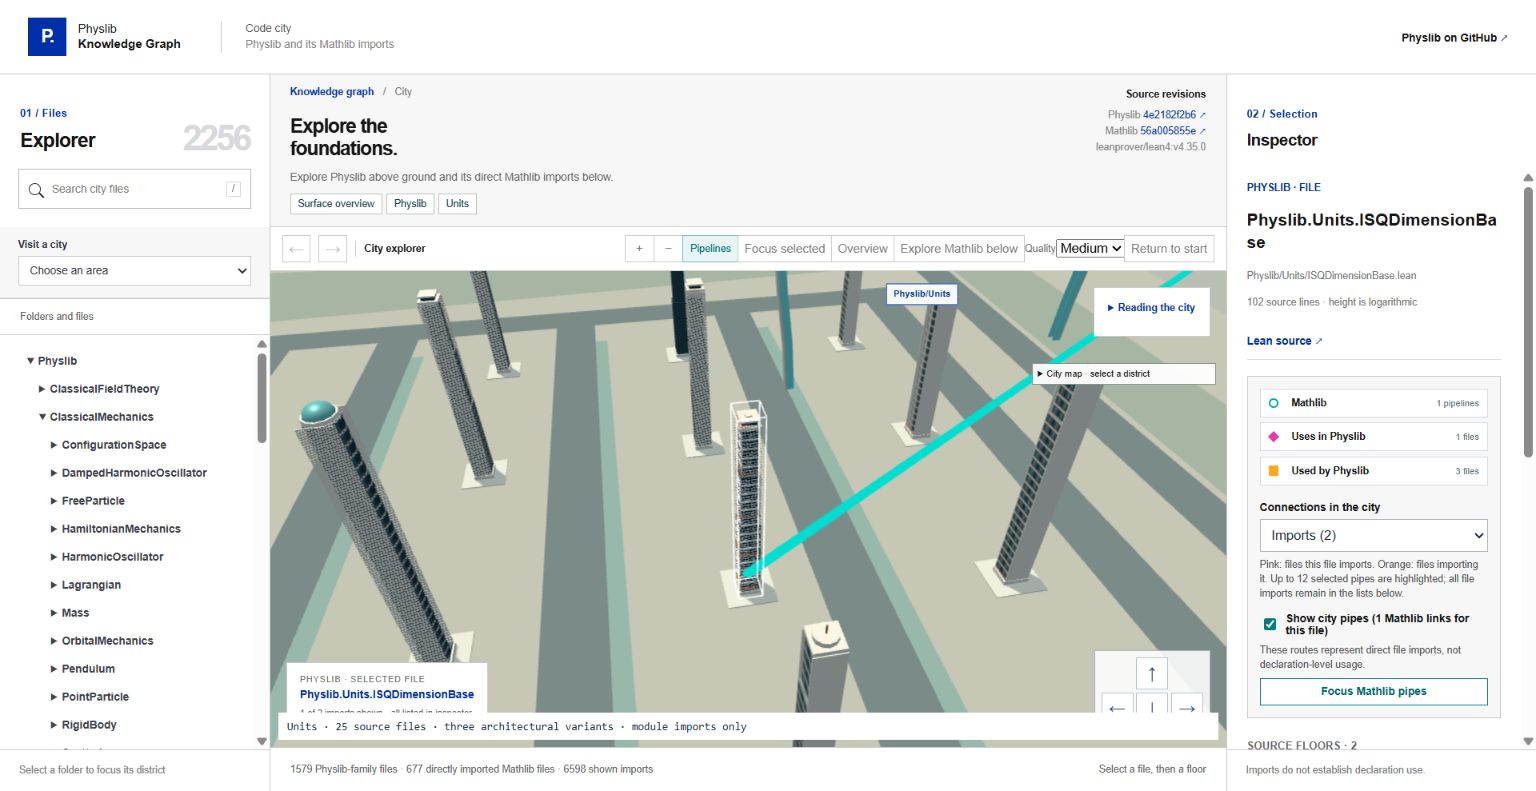 P.
Physlib
Knowledge Graph
Code city
Physlib and its Mathlib imports
Physlib on GitHub ↗
01 / Files
Explorer
2256
Search city files
/
Visit a city
Choose an area
Folders and files
▼ Physlib
▶ ClassicalFieldTheory
▼ ClassicalMechanics
▶ ConfigurationSpace
▶ DampedHarmonicOscillator
▶ FreeParticle
▶ HamiltonianMechanics
▶ HarmonicOscillator
▶ Lagrangian
▶ Mass
▶ OrbitalMechanics
▶ Pendulum
▶ PointParticle
▶ RigidBody
Select a folder to focus its district
Knowledge graph / City
Explore the
foundations.
Explore Physlib above ground and its direct Mathlib imports below.
Surface overview
Physlib
Units
Source revisions
Physlib 4e2182f2b6 ↗
Mathlib 56a005855e ↗
leanprover/lean4:v4.35.0
← → City explorer
+ − Pipelines Focus selected Overview Explore Mathlib below Quality Medium Return to start
Physlib/Units
▶ Reading the city
▶ City map · select a district
PHYSLIB · SELECTED FILE
Physlib.Units.ISQDimensionBase
1 of 2 imports shown · all listed in inspector
↑
← ↓ →
Units · 25 source files · three architectural variants · module imports only
1579 Physlib-family files · 677 directly imported Mathlib files · 6598 shown imports
Select a file, then a floor
02 / Selection
Inspector
PHYSLIB · FILE
Physlib.Units.ISQDimensionBa
se
Physlib/Units/ISQDimensionBase.lean
102 source lines · height is logarithmic
Lean source ↗
Mathlib 1 pipelines
Uses in Physlib 1 files
Used by Physlib 3 files
Connections in the city
Imports (2)
Pink: files this file imports. Orange: files importing
it. Up to 12 selected pipes are highlighted; all file
imports remain in the lists below.
Show city pipes (1 Mathlib links for
this file)
These routes represent direct file imports, not
declaration-level usage.
Focus Mathlib pipes
SOURCE FLOORS · 2
Imports do not establish declaration use.